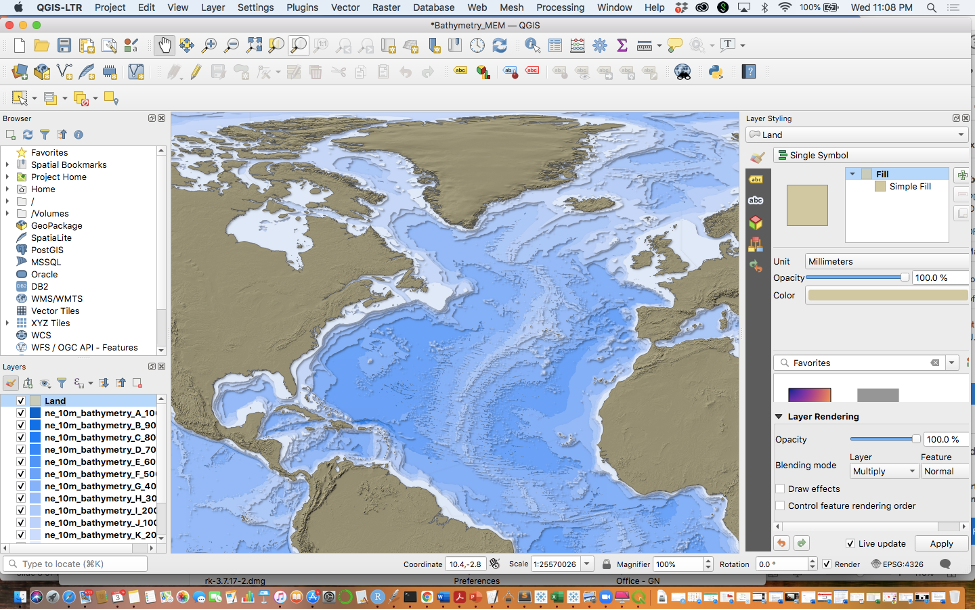 QGIS-LTR Project Edit View Layer Settings Plugins Vector Raster Database Web Mesh Processing Window Help 100% Wed 11:08 PM
*Bathymetry_MEM — QGIS
Browser
Favorites
Spatial Bookmarks
Project Home
Home
/
/Volumes
GeoPackage
SpatiaLite
PostGIS
MSSQL
Oracle
DB2
WMS/WMTS
Vector Tiles
XYZ Tiles
WCS
WFS / OGC API - Features
Layers
Land
ne_10m_bathymetry_A_100
ne_10m_bathymetry_B_90
ne_10m_bathymetry_C_80
ne_10m_bathymetry_D_70
ne_10m_bathymetry_E_60
ne_10m_bathymetry_F_50
ne_10m_bathymetry_G_40
ne_10m_bathymetry_H_30
ne_10m_bathymetry_I_200
ne_10m_bathymetry_J_100
ne_10m_bathymetry_K_20
Layer Styling
Land
Single Symbol
Fill
Simple Fill
Unit Millimeters
Opacity 100.0 %
Color
Favorites
Layer Rendering
Opacity 100.0 %
Layer Feature
Blending mode Multiply Normal
Draw effects
Control feature rendering order
Live update Apply
Type to locate (⌘K) Coordinate 10.4,-2.8 Scale 1:25570026 Magnifier 100% Rotation 0.0 ° Render EPSG:4326
rk-3.7.17-2.dmg Preferences Office - GN